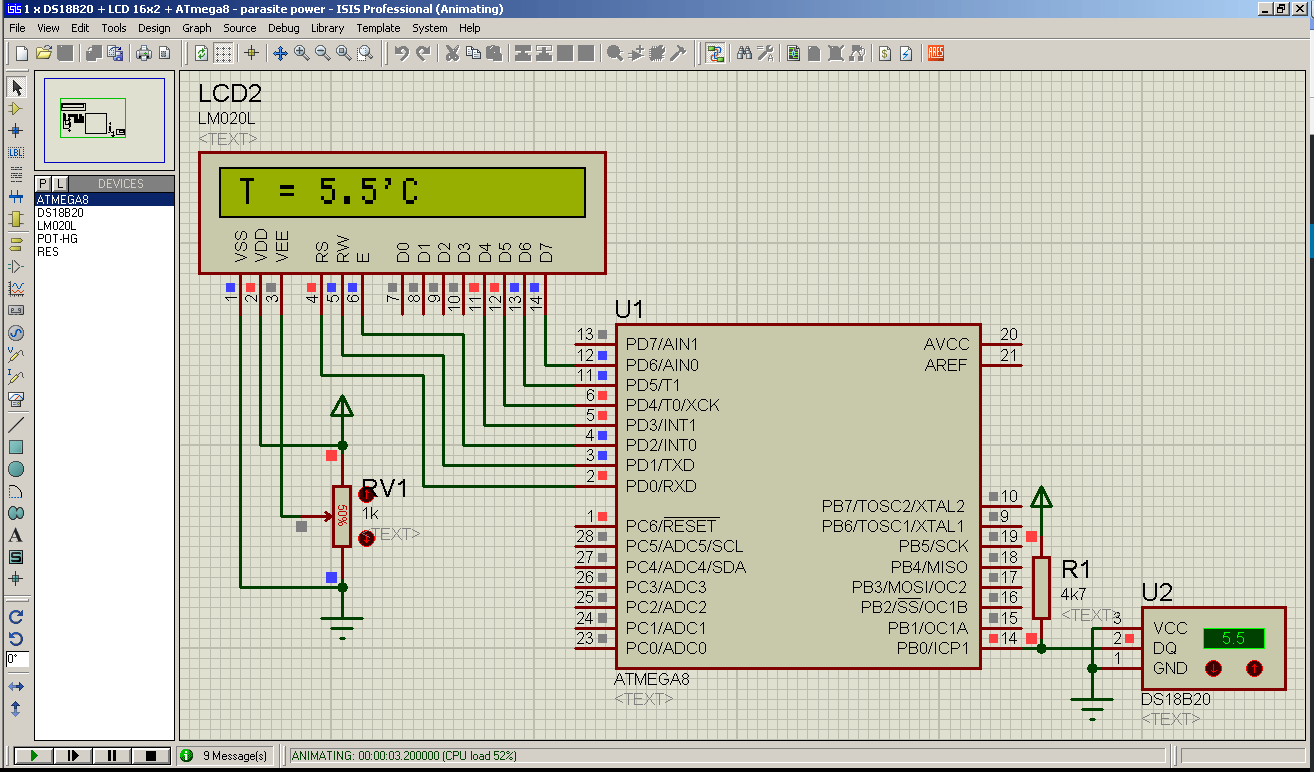 1 x DS18B20 + LCD 16x2 + ATmega8 - parasite power - ISIS Professional (Animating)
File View Edit Tools Design Graph Source Debug Library Template System Help
ARES
LBL
A
S
0°
P L DEVICES
ATMEGA8
DS18B20
LM020L
POT-HG
RES
LCD2
LM020L
<TEXT>
T = 5.5'C
VSS VDD VEE RS RW E D0 D1 D2 D3 D4 D5 D6 D7
1 2 3 4 5 6 7 8 9 10 11 12 13 14
RV1
1k
50%
<TEXT>
U1
13 PD7/AIN1 AVCC 20
12 PD6/AIN0 AREF 21
11 PD5/T1
6 PD4/T0/XCK
5 PD3/INT1
4 PD2/INT0
3 PD1/TXD
2 PD0/RXD
PB7/TOSC2/XTAL2 10
1 PC6/RESET PB6/TOSC1/XTAL1 9
28 PC5/ADC5/SCL PB5/SCK 19
27 PC4/ADC4/SDA PB4/MISO 18
26 PC3/ADC3 PB3/MOSI/OC2 17
25 PC2/ADC2 PB2/SS/OC1B 16
24 PC1/ADC1 PB1/OC1A 15
23 PC0/ADC0 PB0/ICP1 14
ATMEGA8
<TEXT>
R1
4k7
<TEXT>
U2
3 VCC 5.5
2 DQ
1 GND
DS18B20
<TEXT>
9 Message(s) ANIMATING: 00:00:03.200000 (CPU load 52%)